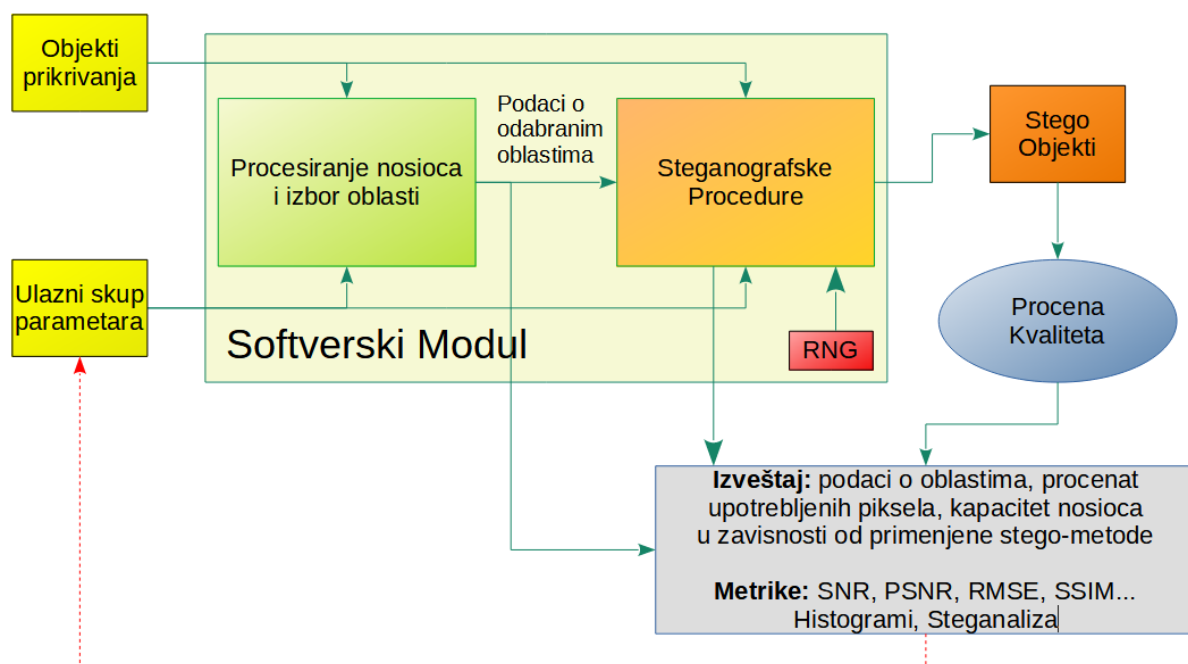 Objekti
prikrivanja
Podaci o
odabranim
oblastima
Procesiranje nosioca
i izbor oblasti
Steganografske
Procedure
Stego
Objekti
Ulazni skup
parametara
Softverski Modul
RNG
Procena
Kvaliteta
Izveštaj: podaci o oblastima, procenat
upotrebljenih piksela, kapacitet nosioca
u zavisnosti od primenjene stego-metode
Metrike: SNR, PSNR, RMSE, SSIM...
Histogrami, Steganaliza